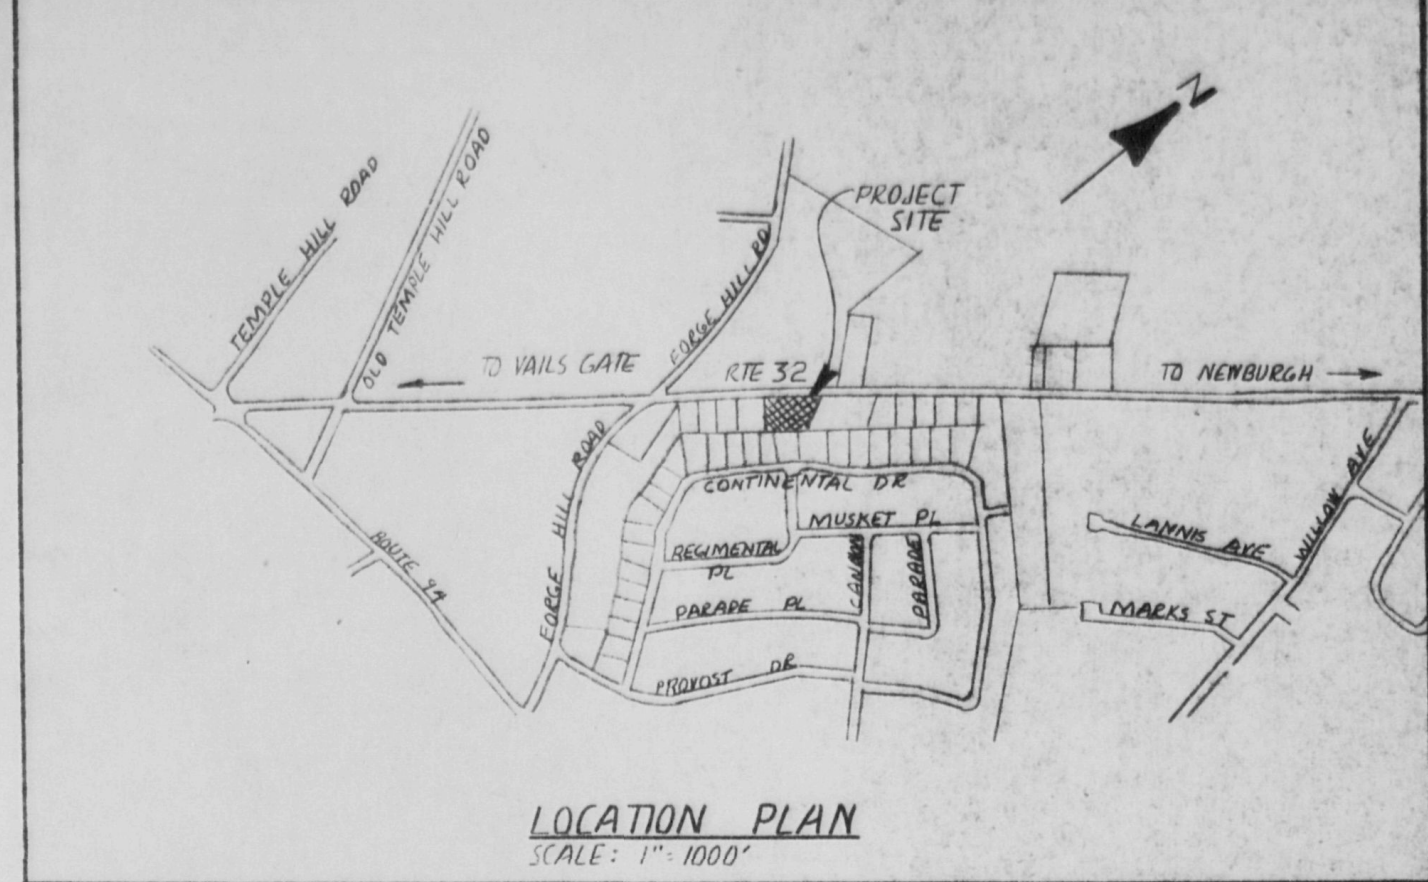 N
PROJECT
SITE
TEMPLE HILL ROAD
OLD TEMPLE HILL ROAD
FORGE HILL RD
TO VAILS GATE
RTE 32
TO NEWBURGH
FORGE HILL ROAD
CONTINENTAL DR
MUSKET PL
REGIMENTAL
PL
CANNON
PARADE
PARADE PL
PROVOST DR
ROUTE 94
LANNIS AVE
WILLOW AVE
MARKS ST
LOCATION PLAN
SCALE: 1"=1000'